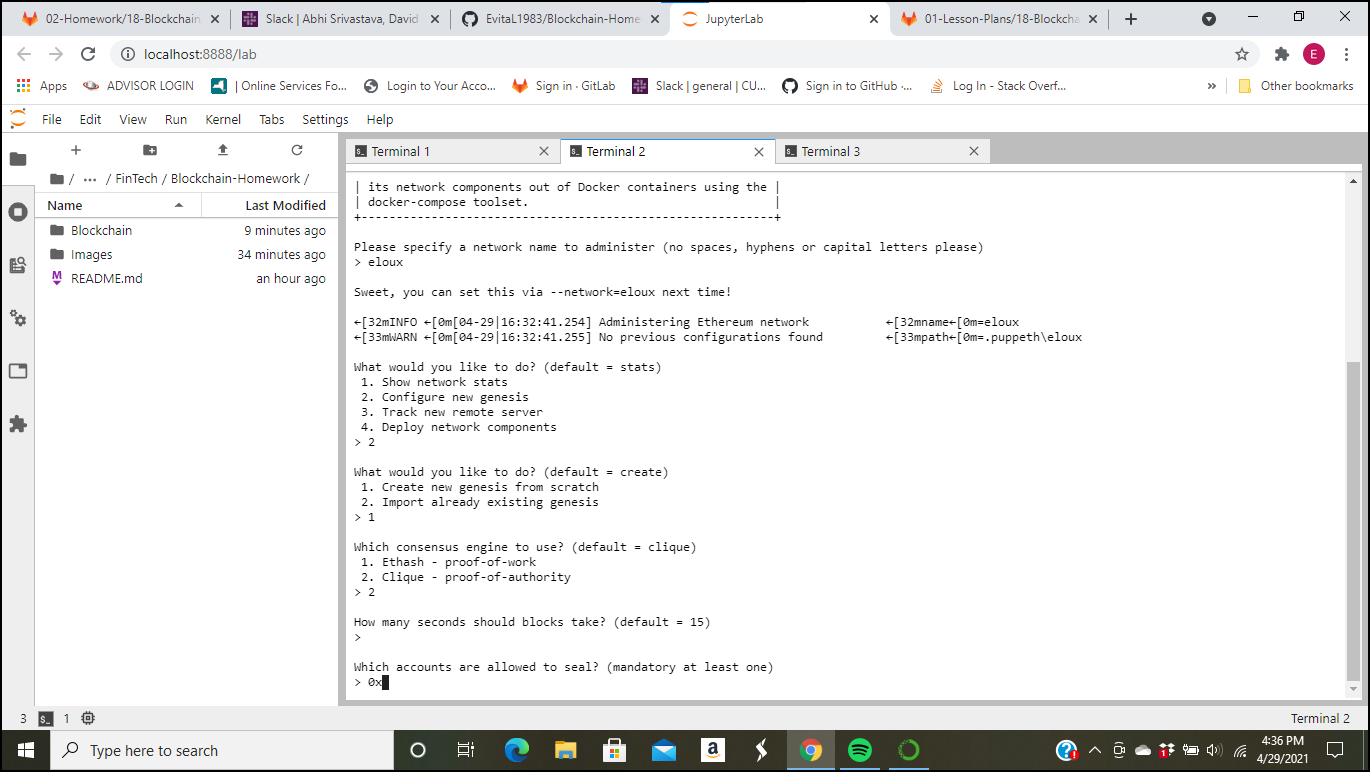 02-Homework/18-Blockchain
Slack | Abhi Srivastava, David
EvitaL1983/Blockchain-Home
JupyterLab
01-Lesson-Plans/18-Blockcha
localhost:8888/lab
E
Apps
ADVISOR LOGIN
| Online Services Fo...
Login to Your Acco...
Sign in · GitLab
Slack | general | CU...
Sign in to GitHub ·...
Log In - Stack Overf...
»
Other bookmarks
File Edit View Run Kernel Tabs Settings Help
Terminal 1
Terminal 2
Terminal 3
/ ... / FinTech / Blockchain-Homework /
Name Last Modified
Blockchain 9 minutes ago
Images 34 minutes ago
README.md an hour ago
| its network components out of Docker containers using the |
| docker-compose toolset. |
+-----------------------------------------------------------+
Please specify a network name to administer (no spaces, hyphens or capital letters please)
> eloux
Sweet, you can set this via --network=eloux next time!
←[32mINFO ←[0m[04-29|16:32:41.254] Administering Ethereum network ←[32mname←[0m=eloux
←[33mWARN ←[0m[04-29|16:32:41.255] No previous configurations found ←[33mpath←[0m=.puppeth\eloux
What would you like to do? (default = stats)
1. Show network stats
2. Configure new genesis
3. Track new remote server
4. Deploy network components
> 2
What would you like to do? (default = create)
1. Create new genesis from scratch
2. Import already existing genesis
> 1
Which consensus engine to use? (default = clique)
1. Ethash - proof-of-work
2. Clique - proof-of-authority
> 2
How many seconds should blocks take? (default = 15)
>
Which accounts are allowed to seal? (mandatory at least one)
> 0x
3 1
Terminal 2
Type here to search
4:36 PM
4/29/2021